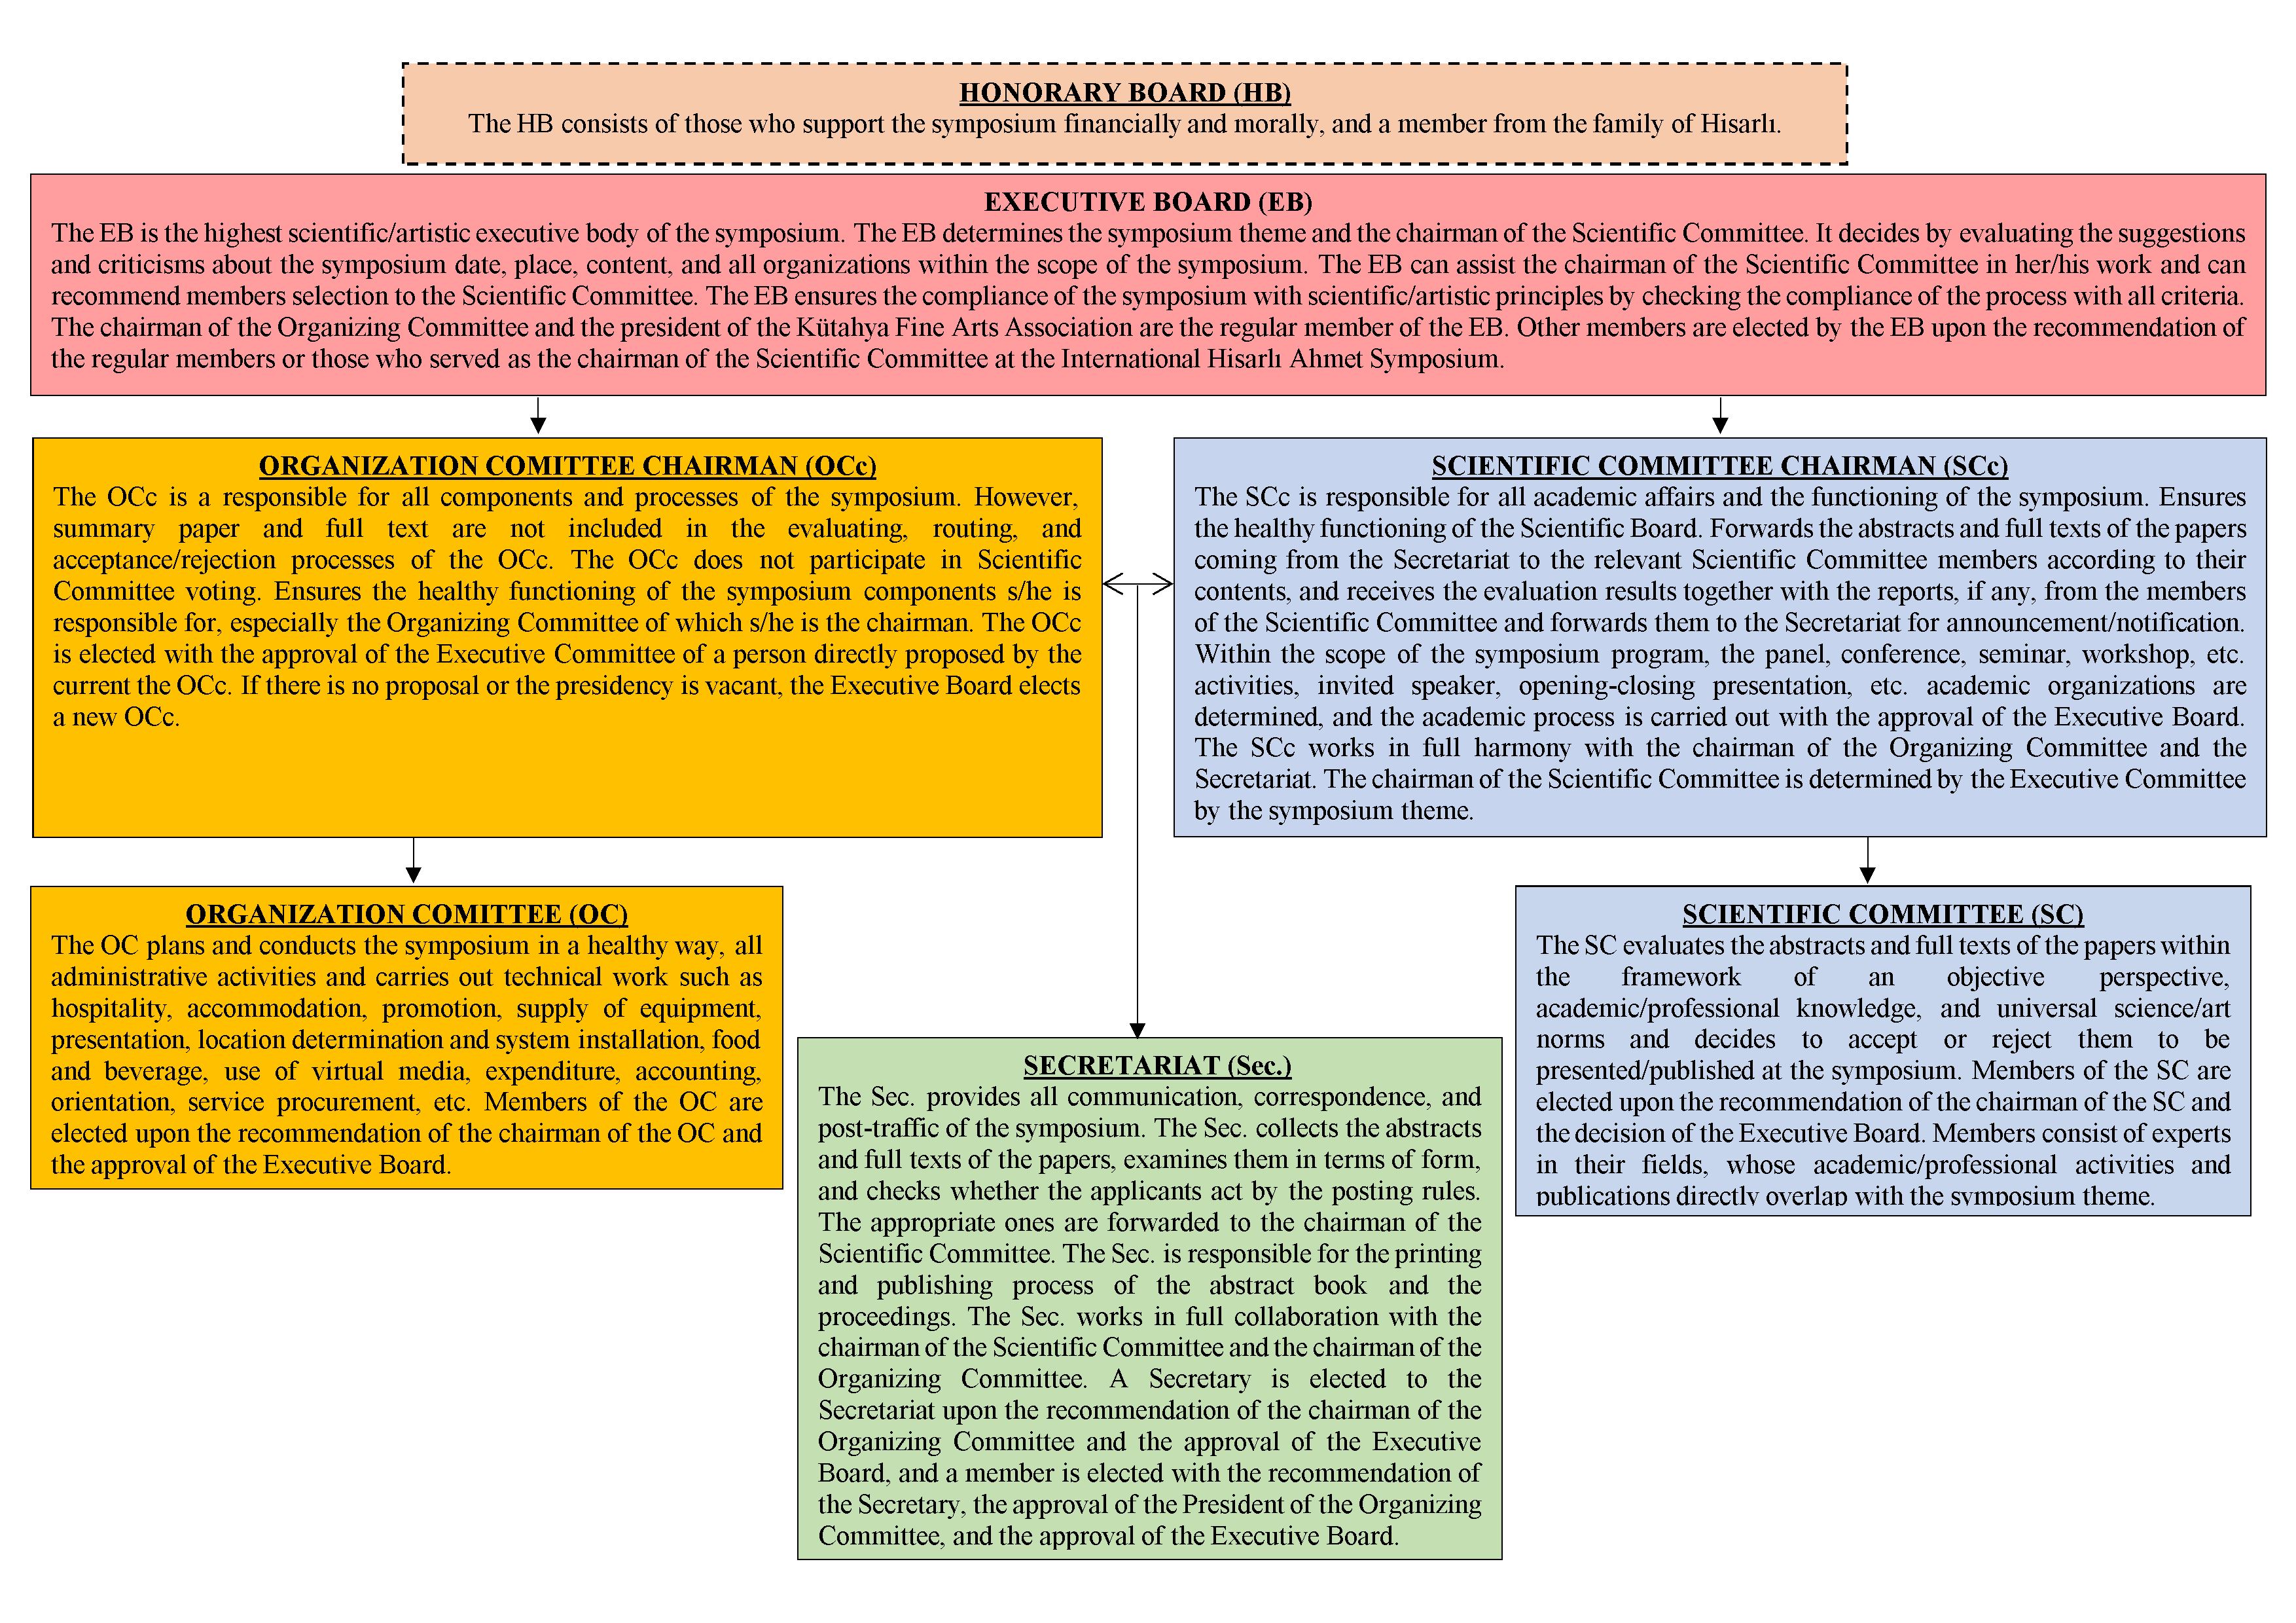 HONORARY BOARD (HB)
The HB consists of those who support the symposium financially and morally, and a member from the family of Hisarlı.
EXECUTIVE BOARD (EB)
The EB is the highest scientific/artistic executive body of the symposium. The EB determines the symposium theme and the chairman of the Scientific Committee. It decides by evaluating the suggestions
and criticisms about the symposium date, place, content, and all organizations within the scope of the symposium. The EB can assist the chairman of the Scientific Committee in her/his work and can
recommend members selection to the Scientific Committee. The EB ensures the compliance of the symposium with scientific/artistic principles by checking the compliance of the process with all criteria.
The chairman of the Organizing Committee and the president of the Kütahya Fine Arts Association are the regular member of the EB. Other members are elected by the EB upon the recommendation of
the regular members or those who served as the chairman of the Scientific Committee at the International Hisarlı Ahmet Symposium.
ORGANIZATION COMITTEE CHAIRMAN (OCc)
The OCc is a responsible for all components and processes of the symposium. However,
summary paper and full text are not included in the evaluating, routing, and
acceptance/rejection processes of the OCc. The OCc does not participate in Scientific
Committee voting. Ensures the healthy functioning of the symposium components s/he is
responsible for, especially the Organizing Committee of which s/he is the chairman. The OCc
is elected with the approval of the Executive Committee of a person directly proposed by the
current the OCc. If there is no proposal or the presidency is vacant, the Executive Board elects
a new OCc.
SCIENTIFIC COMMITTEE CHAIRMAN (SCc)
The SCc is responsible for all academic affairs and the functioning of the symposium. Ensures
the healthy functioning of the Scientific Board. Forwards the abstracts and full texts of the papers
coming from the Secretariat to the relevant Scientific Committee members according to their
contents, and receives the evaluation results together with the reports, if any, from the members
of the Scientific Committee and forwards them to the Secretariat for announcement/notification.
Within the scope of the symposium program, the panel, conference, seminar, workshop, etc.
activities, invited speaker, opening-closing presentation, etc. academic organizations are
determined, and the academic process is carried out with the approval of the Executive Board.
The SCc works in full harmony with the chairman of the Organizing Committee and the
Secretariat. The chairman of the Scientific Committee is determined by the Executive Committee
by the symposium theme.
ORGANIZATION COMITTEE (OC)
The OC plans and conducts the symposium in a healthy way, all
administrative activities and carries out technical work such as
hospitality, accommodation, promotion, supply of equipment,
presentation, location determination and system installation, food
and beverage, use of virtual media, expenditure, accounting,
orientation, service procurement, etc. Members of the OC are
elected upon the recommendation of the chairman of the OC and
the approval of the Executive Board.
SECRETARIAT (Sec.)
The Sec. provides all communication, correspondence, and
post-traffic of the symposium. The Sec. collects the abstracts
and full texts of the papers, examines them in terms of form,
and checks whether the applicants act by the posting rules.
The appropriate ones are forwarded to the chairman of the
Scientific Committee. The Sec. is responsible for the printing
and publishing process of the abstract book and the
proceedings. The Sec. works in full collaboration with the
chairman of the Scientific Committee and the chairman of the
Organizing Committee. A Secretary is elected to the
Secretariat upon the recommendation of the chairman of the
Organizing Committee and the approval of the Executive
Board, and a member is elected with the recommendation of
the Secretary, the approval of the President of the Organizing
Committee, and the approval of the Executive Board.
SCIENTIFIC COMMITTEE (SC)
The SC evaluates the abstracts and full texts of the papers within
the framework of an objective perspective,
academic/professional knowledge, and universal science/art
norms and decides to accept or reject them to be
presented/published at the symposium. Members of the SC are
elected upon the recommendation of the chairman of the SC and
the decision of the Executive Board. Members consist of experts
in their fields, whose academic/professional activities and
publications directly overlap with the symposium theme.